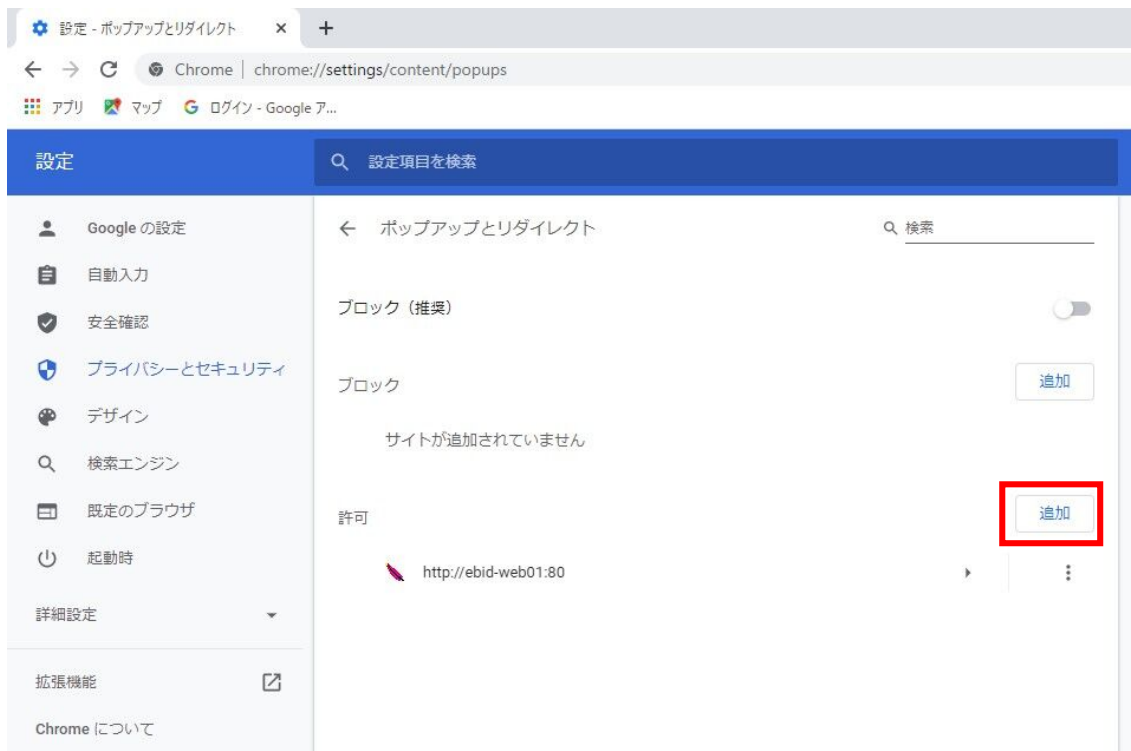 設定 - ポップアップとリダイレクト
Chrome | chrome://settings/content/popups
アプリ マップ ログイン - Google ア...
設定
設定項目を検索
Google の設定
自動入力
安全確認
プライバシーとセキュリティ
デザイン
検索エンジン
既定のブラウザ
起動時
詳細設定
拡張機能
Chrome について
ポップアップとリダイレクト
検索
ブロック（推奨）
ブロック
追加
サイトが追加されていません
許可
追加
http://ebid-web01:80